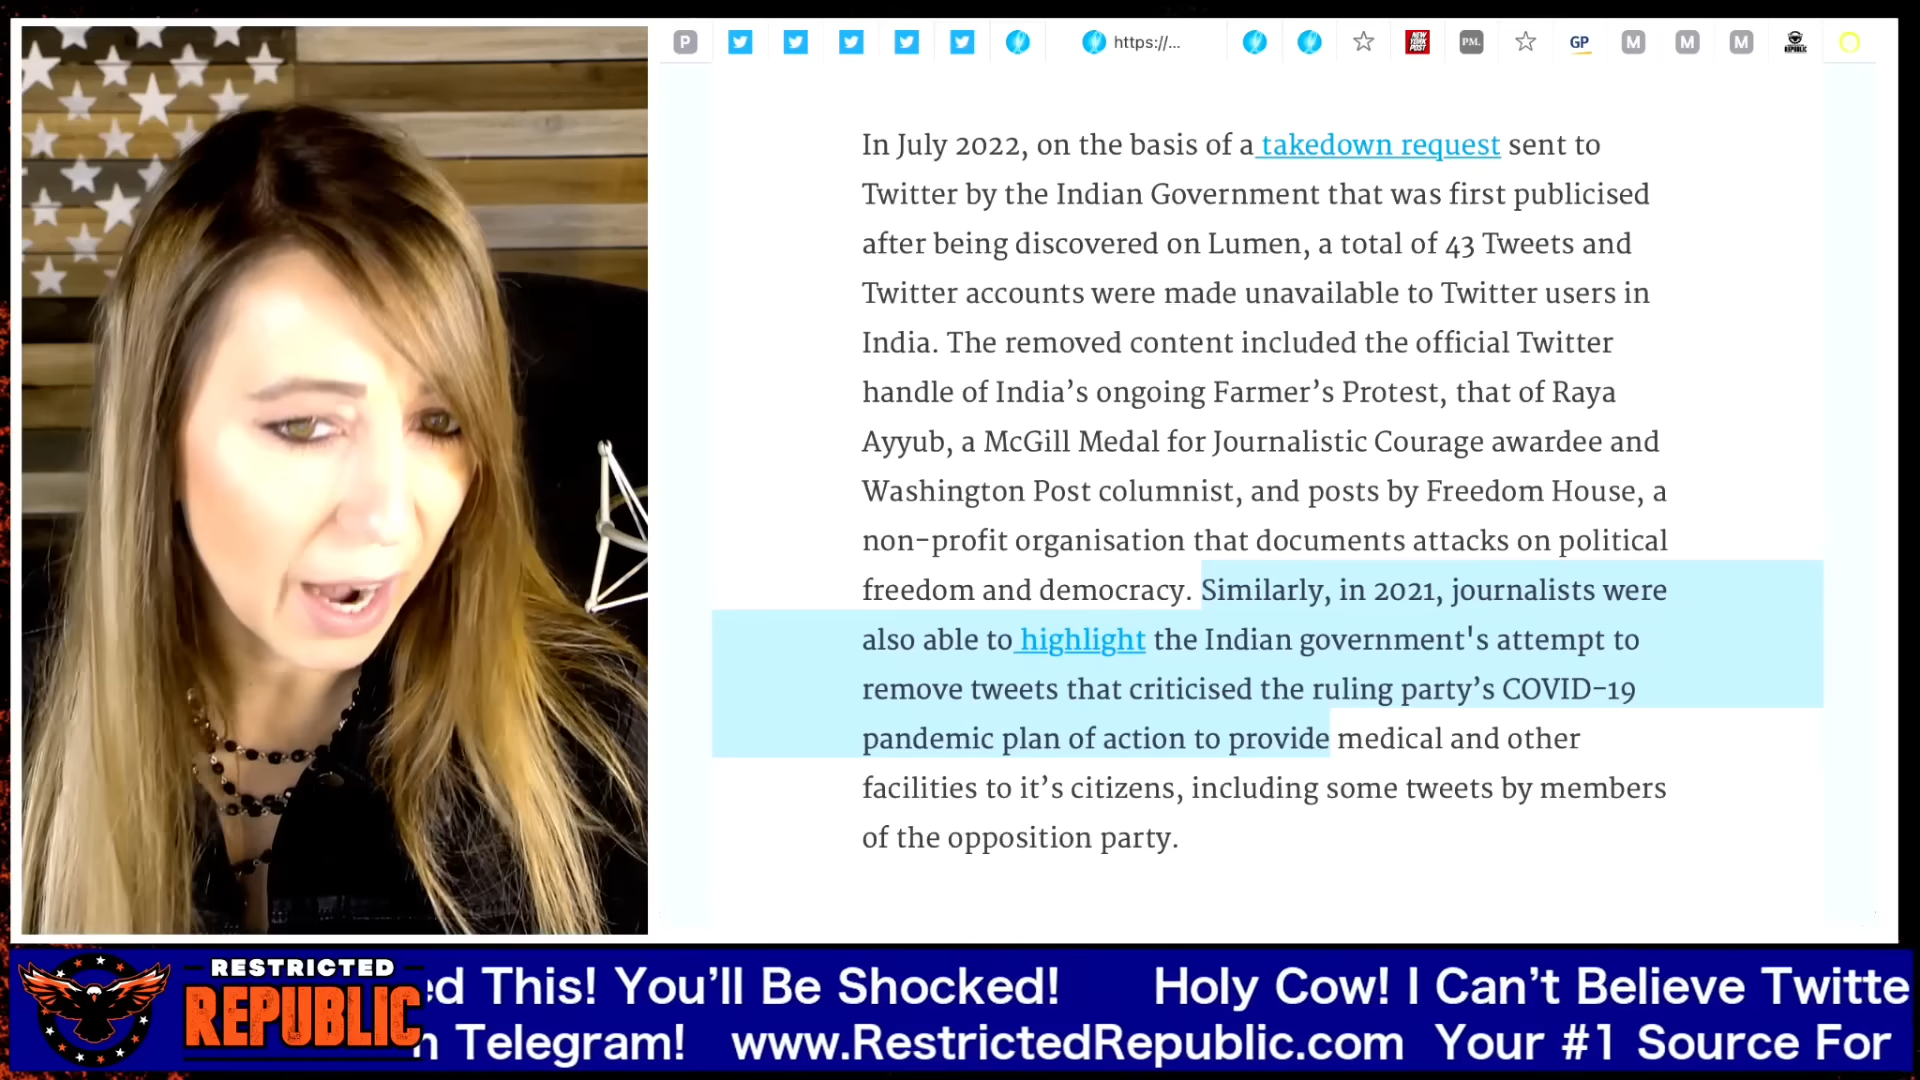 P
https://...
NEW YORK POST
PM.
GP
M
M
M
REPUBLIC
In July 2022, on the basis of a takedown request sent to
Twitter by the Indian Government that was first publicised
after being discovered on Lumen, a total of 43 Tweets and
Twitter accounts were made unavailable to Twitter users in
India. The removed content included the official Twitter
handle of India’s ongoing Farmer’s Protest, that of Raya
Ayyub, a McGill Medal for Journalistic Courage awardee and
Washington Post columnist, and posts by Freedom House, a
non-profit organisation that documents attacks on political
freedom and democracy. Similarly, in 2021, journalists were
also able to highlight the Indian government's attempt to
remove tweets that criticised the ruling party’s COVID-19
pandemic plan of action to provide medical and other
facilities to it’s citizens, including some tweets by members
of the opposition party.
RESTRICTED
REPUBLIC
ed This! You’ll Be Shocked! Holy Cow! I Can’t Believe Twitte
n Telegram! www.RestrictedRepublic.com Your #1 Source For